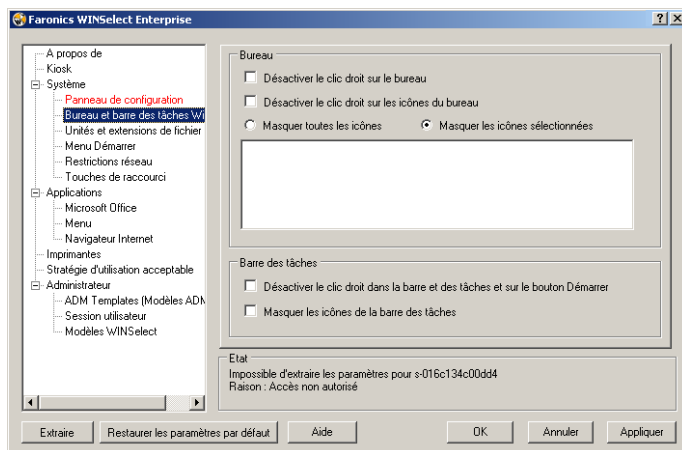 Faronics WINSelect Enterprise
A propos de
Kiosk
Système
Panneau de configuration
Bureau et barre des tâches Wi
Unités et extensions de fichier
Menu Démarrer
Restrictions réseau
Touches de raccourci
Applications
Microsoft Office
Menu
Navigateur Internet
Imprimantes
Stratégie d'utilisation acceptable
Administrateur
ADM Templates (Modèles ADM
Session utilisateur
Modèles WINSelect
Bureau
Désactiver le clic droit sur le bureau
Désactiver le clic droit sur les icônes du bureau
Masquer toutes les icônes
Masquer les icônes sélectionnées
Barre des tâches
Désactiver le clic droit dans la barre et des tâches et sur le bouton Démarrer
Masquer les icônes de la barre des tâches
Etat
Impossible d'extraire les paramètres pour s-016c134c00dd4
Raison : Accès non autorisé
Extraire
Restaurer les paramètres par défaut
Aide
OK
Annuler
Appliquer